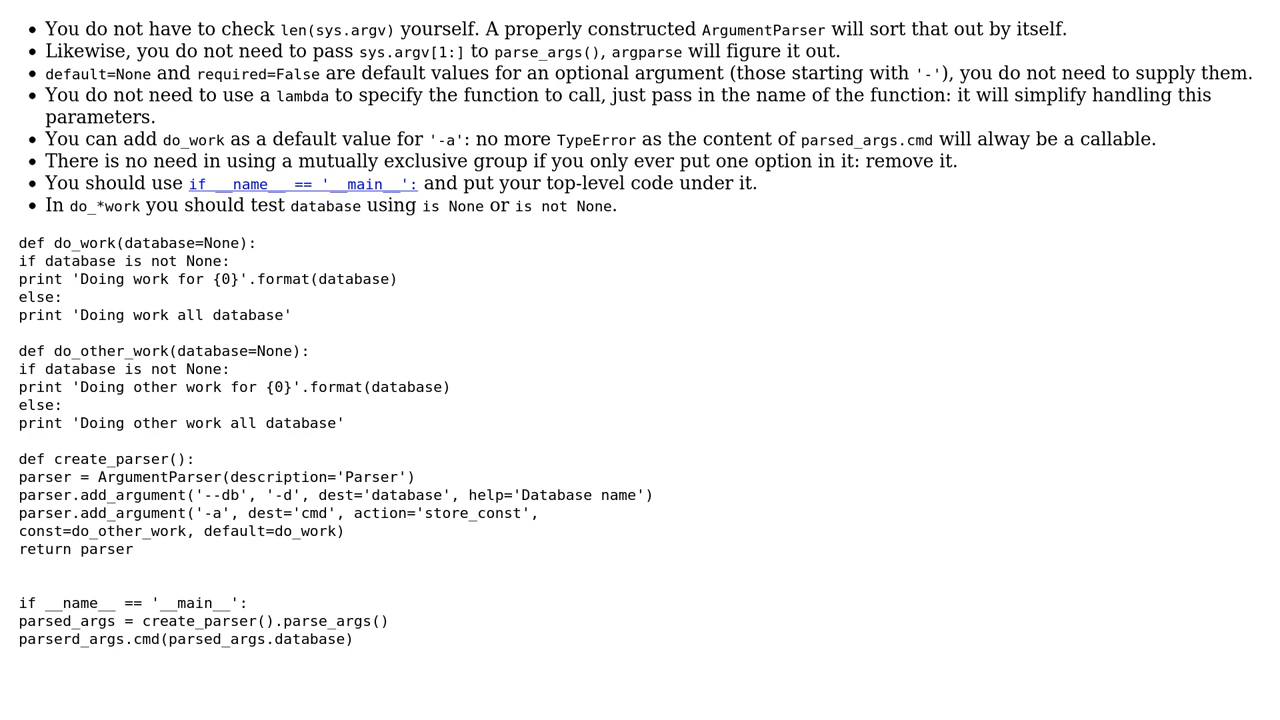 You do not have to check len(sys.argv) yourself. A properly constructed ArgumentParser will sort that out by itself.
Likewise, you do not need to pass sys.argv[1:] to parse_args(), argparse will figure it out.
default=None and required=False are default values for an optional argument (those starting with '-'), you do not need to supply them.
You do not need to use a lambda to specify the function to call, just pass in the name of the function: it will simplify handling this
parameters.
You can add do_work as a default value for '-a': no more TypeError as the content of parsed_args.cmd will alway be a callable.
There is no need in using a mutually exclusive group if you only ever put one option in it: remove it.
You should use if __name__ == '__main__': and put your top-level code under it.
In do_*work you should test database using is None or is not None.
def do_work(database=None):
if database is not None:
print 'Doing work for {0}'.format(database)
else:
print 'Doing work all database'
def do_other_work(database=None):
if database is not None:
print 'Doing other work for {0}'.format(database)
else:
print 'Doing other work all database'
def create_parser():
parser = ArgumentParser(description='Parser')
parser.add_argument('--db', '-d', dest='database', help='Database name')
parser.add_argument('-a', dest='cmd', action='store_const',
const=do_other_work, default=do_work)
return parser
if __name__ == '__main__':
parsed_args = create_parser().parse_args()
parserd_args.cmd(parsed_args.database)